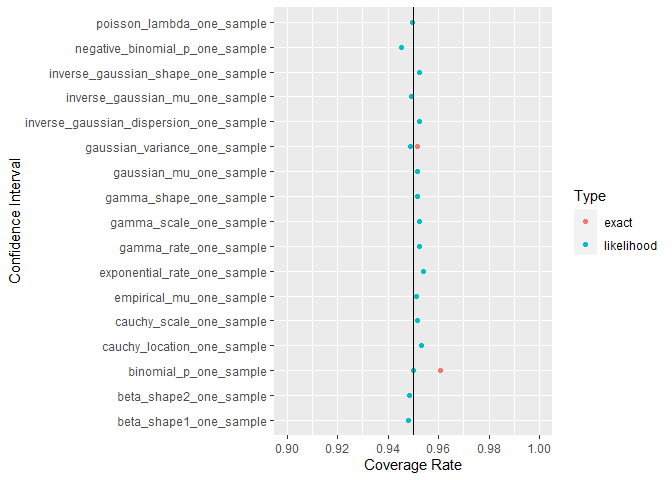 poisson_lambda_one_sample
negative_binomial_p_one_sample
inverse_gaussian_shape_one_sample
inverse_gaussian_mu_one_sample
inverse_gaussian_dispersion_one_sample
gaussian_variance_one_sample
gaussian_mu_one_sample
gamma_shape_one_sample
gamma_scale_one_sample
gamma_rate_one_sample
exponential_rate_one_sample
empirical_mu_one_sample
cauchy_scale_one_sample
cauchy_location_one_sample
binomial_p_one_sample
beta_shape2_one_sample
beta_shape1_one_sample
Confidence Interval
0.90 0.92 0.94 0.96 0.98 1.00
Coverage Rate
Type
exact
likelihood